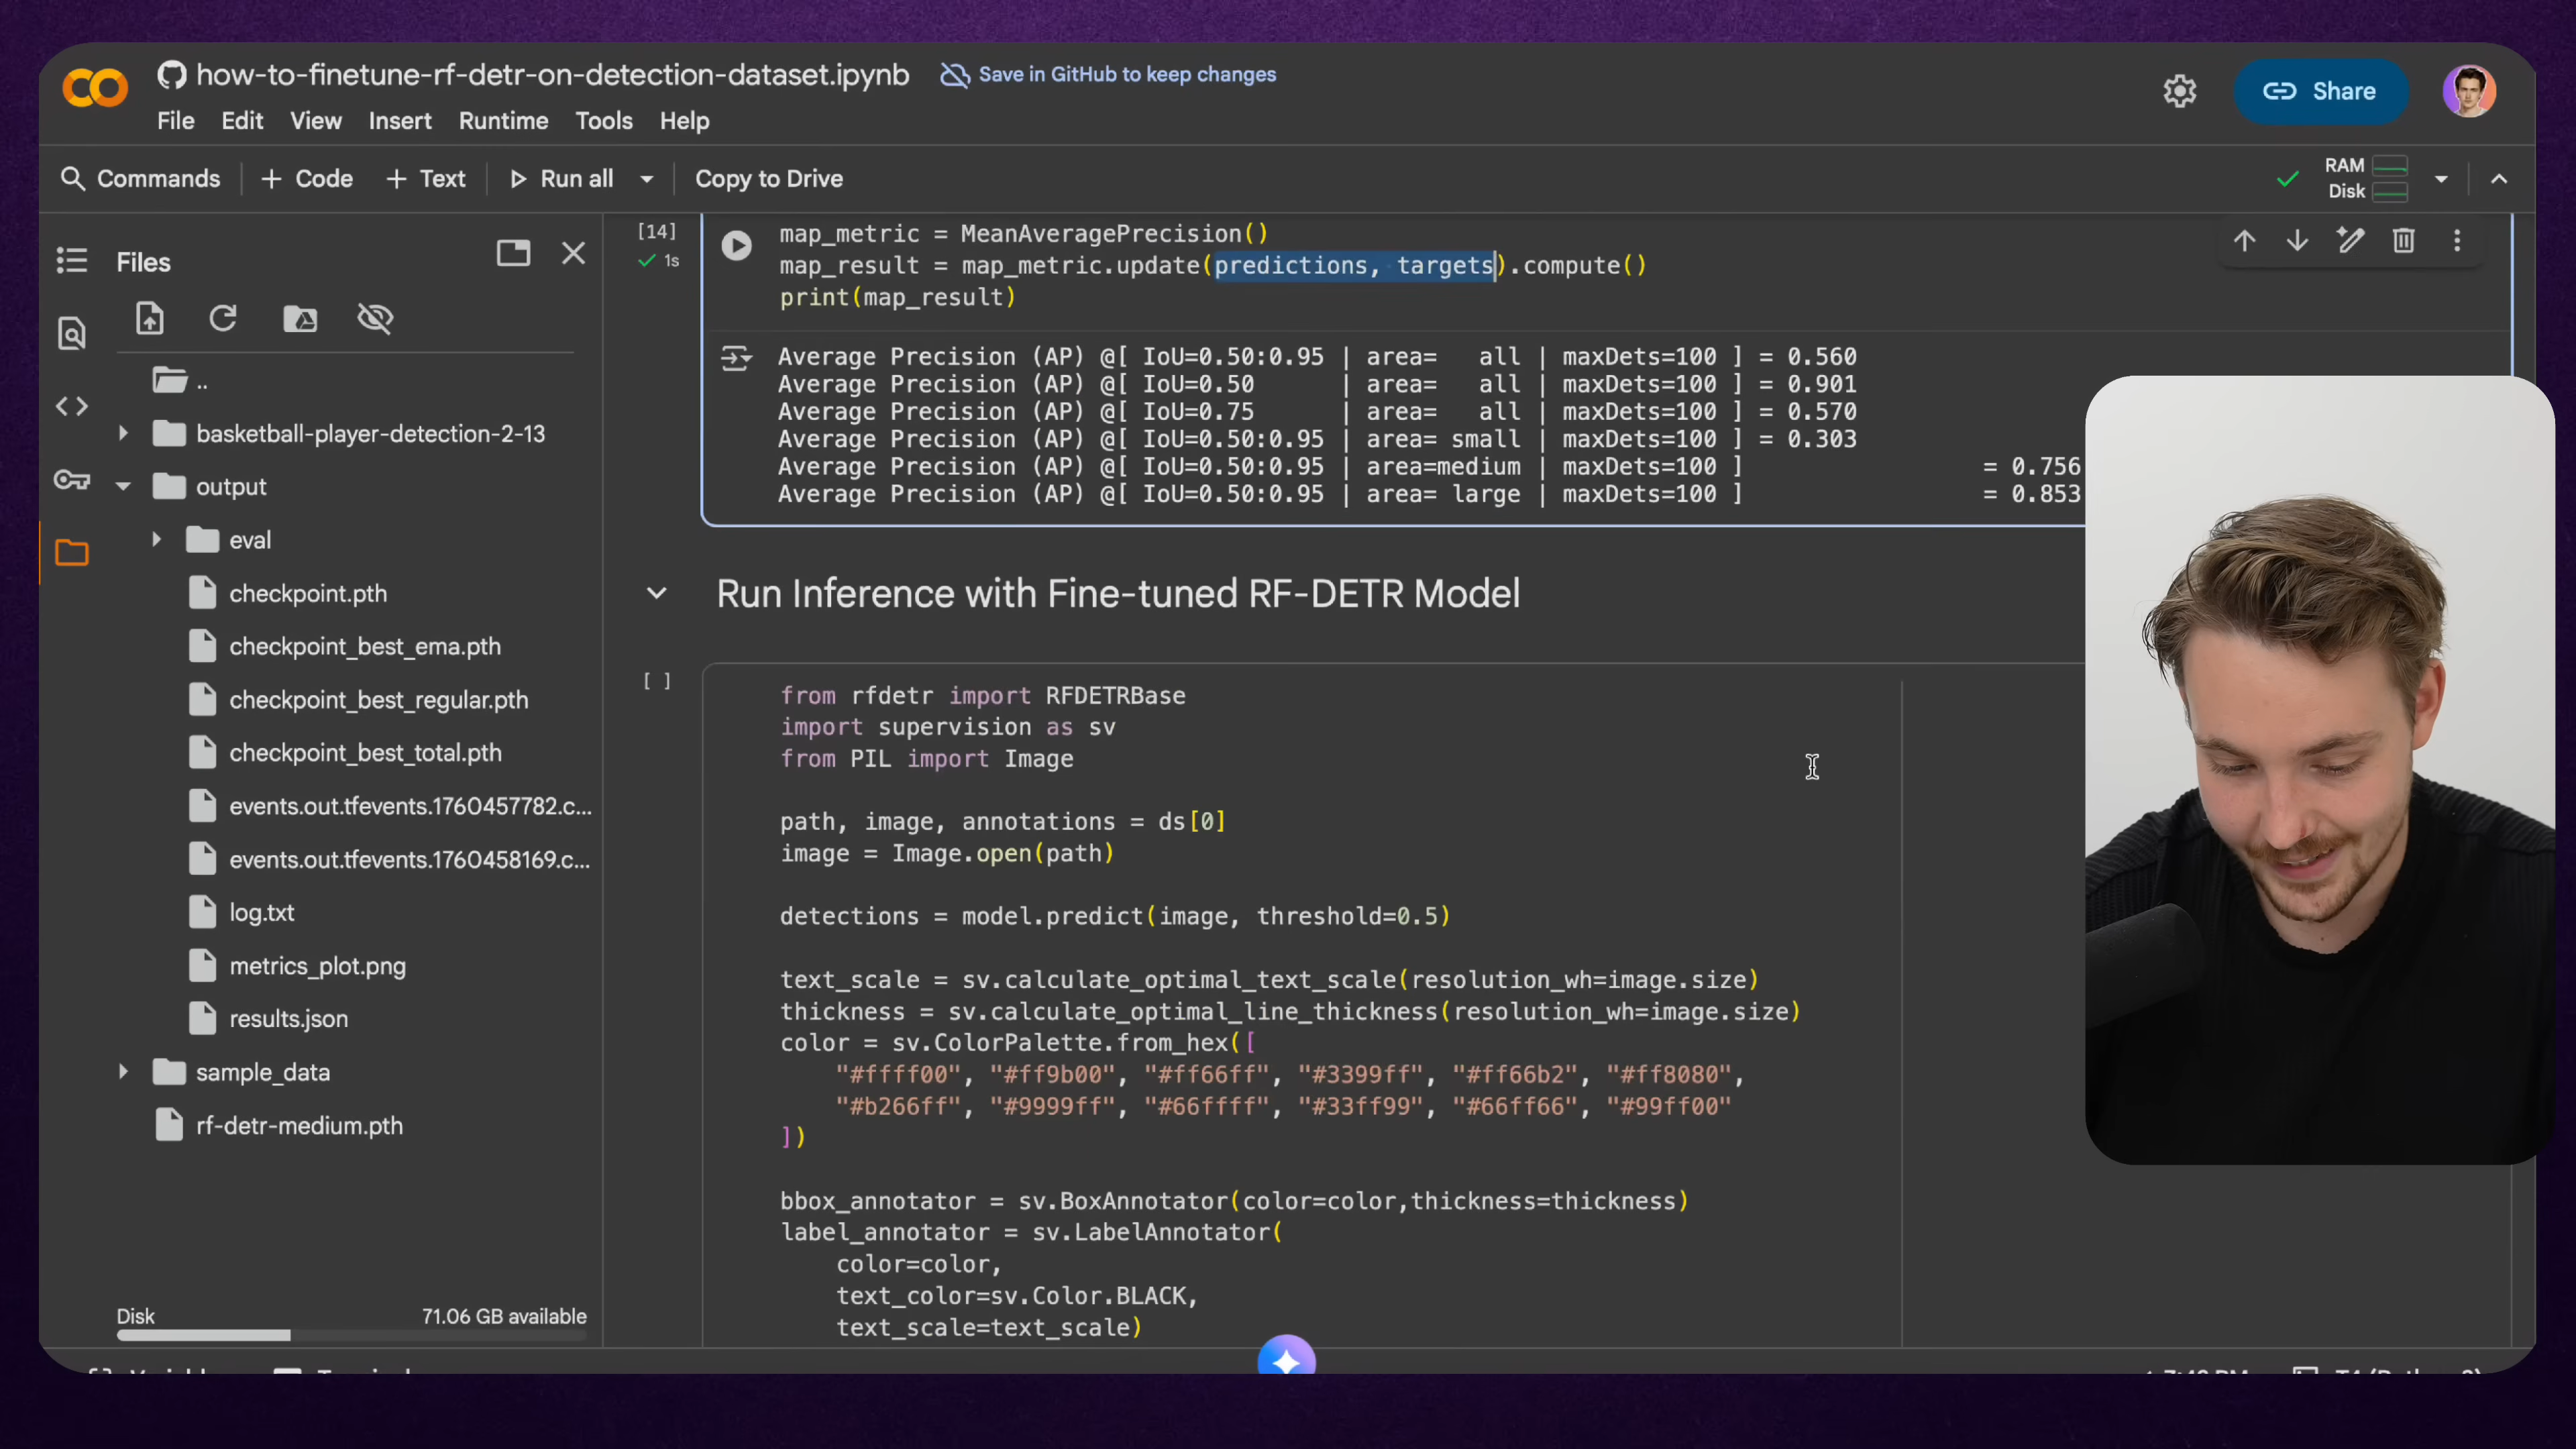 how-to-finetune-rf-detr-on-detection-dataset.ipynb
Save in GitHub to keep changes
Share
File Edit View Insert Runtime Tools Help
Commands
+ Code
+ Text
Run all
Copy to Drive
RAM
Disk
Files
..
basketball-player-detection-2-13
output
eval
checkpoint.pth
checkpoint_best_ema.pth
checkpoint_best_regular.pth
checkpoint_best_total.pth
events.out.tfevents.1760457782.c...
events.out.tfevents.1760458169.c...
log.txt
metrics_plot.png
results.json
sample_data
rf-detr-medium.pth
Disk
71.06 GB available
[14]
1s
map_metric = MeanAveragePrecision()
map_result = map_metric.update(predictions, targets).compute()
print(map_result)
Average Precision (AP) @[ IoU=0.50:0.95 | area=   all | maxDets=100 ] = 0.560
Average Precision (AP) @[ IoU=0.50      | area=   all | maxDets=100 ] = 0.901
Average Precision (AP) @[ IoU=0.75      | area=   all | maxDets=100 ] = 0.570
Average Precision (AP) @[ IoU=0.50:0.95 | area= small | maxDets=100 ] = 0.303
Average Precision (AP) @[ IoU=0.50:0.95 | area=medium | maxDets=100 ] = 0.756
Average Precision (AP) @[ IoU=0.50:0.95 | area= large | maxDets=100 ] = 0.853
Run Inference with Fine-tuned RF-DETR Model
[ ]
from rfdetr import RFDETRBase
import supervision as sv
from PIL import Image
path, image, annotations = ds[0]
image = Image.open(path)
detections = model.predict(image, threshold=0.5)
text_scale = sv.calculate_optimal_text_scale(resolution_wh=image.size)
thickness = sv.calculate_optimal_line_thickness(resolution_wh=image.size)
color = sv.ColorPalette.from_hex([
    "#ffff00", "#ff9b00", "#ff66ff", "#3399ff", "#ff66b2", "#ff8080",
    "#b266ff", "#9999ff", "#66ffff", "#33ff99", "#66ff66", "#99ff00"
])
bbox_annotator = sv.BoxAnnotator(color=color,thickness=thickness)
label_annotator = sv.LabelAnnotator(
    color=color,
    text_color=sv.Color.BLACK,
    text_scale=text_scale)